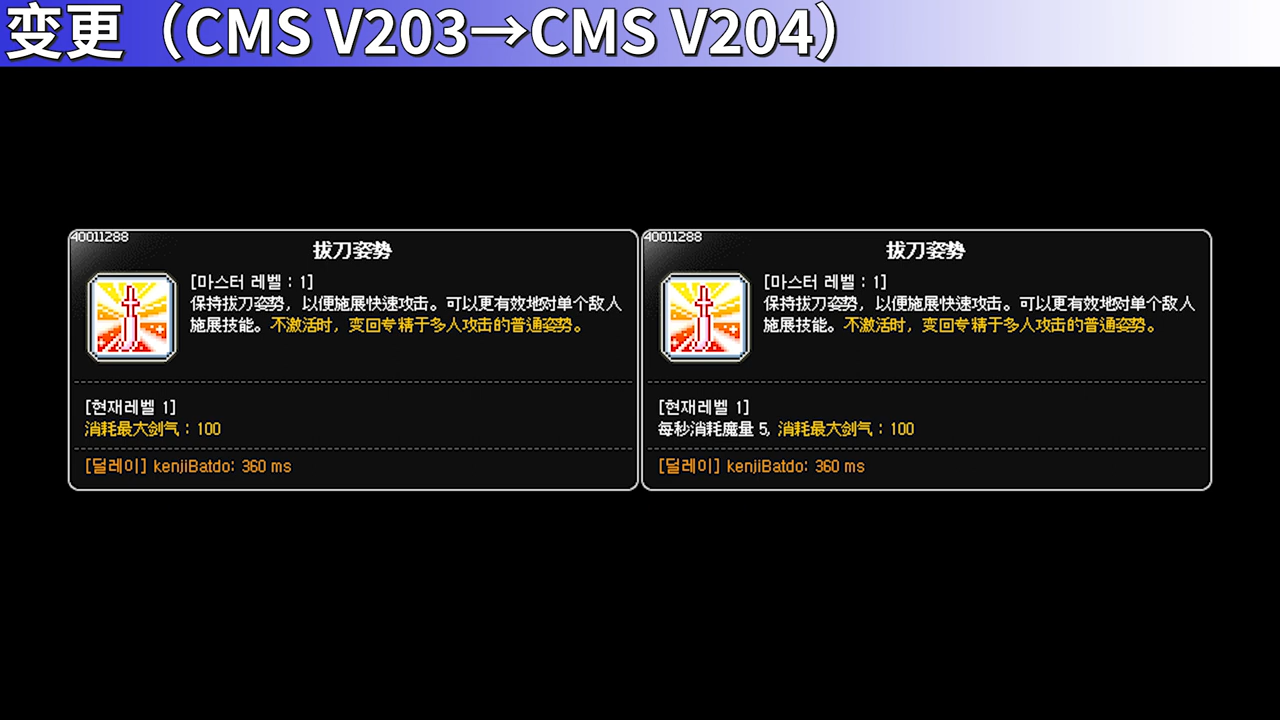 变更（CMS V203→CMS V204）
40011288
拔刀姿势
[마스터 레벨 : 1]
保持拔刀姿势，以便施展快速攻击。可以更有效地对单个敌人
施展技能。不激活时，变回专精于多人攻击的普通姿势。
[현재레벨 1]
消耗最大剑气：100
[딜레이] kenjiBatdo: 360 ms
40011288
拔刀姿势
[마스터 레벨 : 1]
保持拔刀姿势，以便施展快速攻击。可以更有效地对单个敌人
施展技能。不激活时，变回专精于多人攻击的普通姿势。
[현재레벨 1]
每秒消耗魔量 5, 消耗最大剑气：100
[딜레이] kenjiBatdo: 360 ms